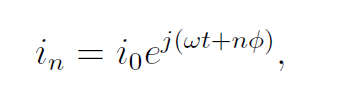 $i_n = i_0 e^{j(\omega t + n\phi)},$